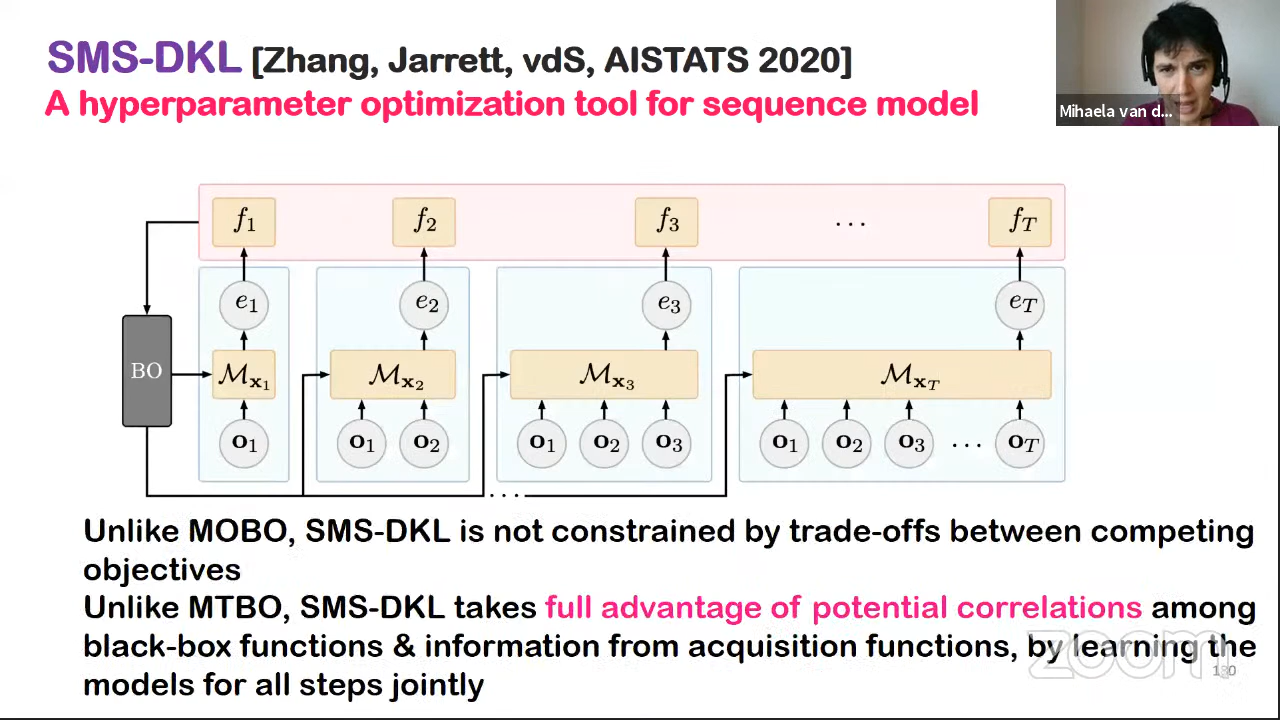 SMS-DKL [Zhang, Jarrett, vdS, AISTATS 2020]
A hyperparameter optimization tool for sequence model
Mihaela van d...
f1 f2 f3 ... fT
e1 e2 e3 eT
BO
Mx1 Mx2 Mx3 MxT
o1 o1 o2 o1 o2 o3 o1 o2 o3 ... oT
...
Unlike MOBO, SMS-DKL is not constrained by trade-offs between competing
objectives
Unlike MTBO, SMS-DKL takes full advantage of potential correlations among
black-box functions & information from acquisition functions, by learning the
models for all steps jointly
zoom